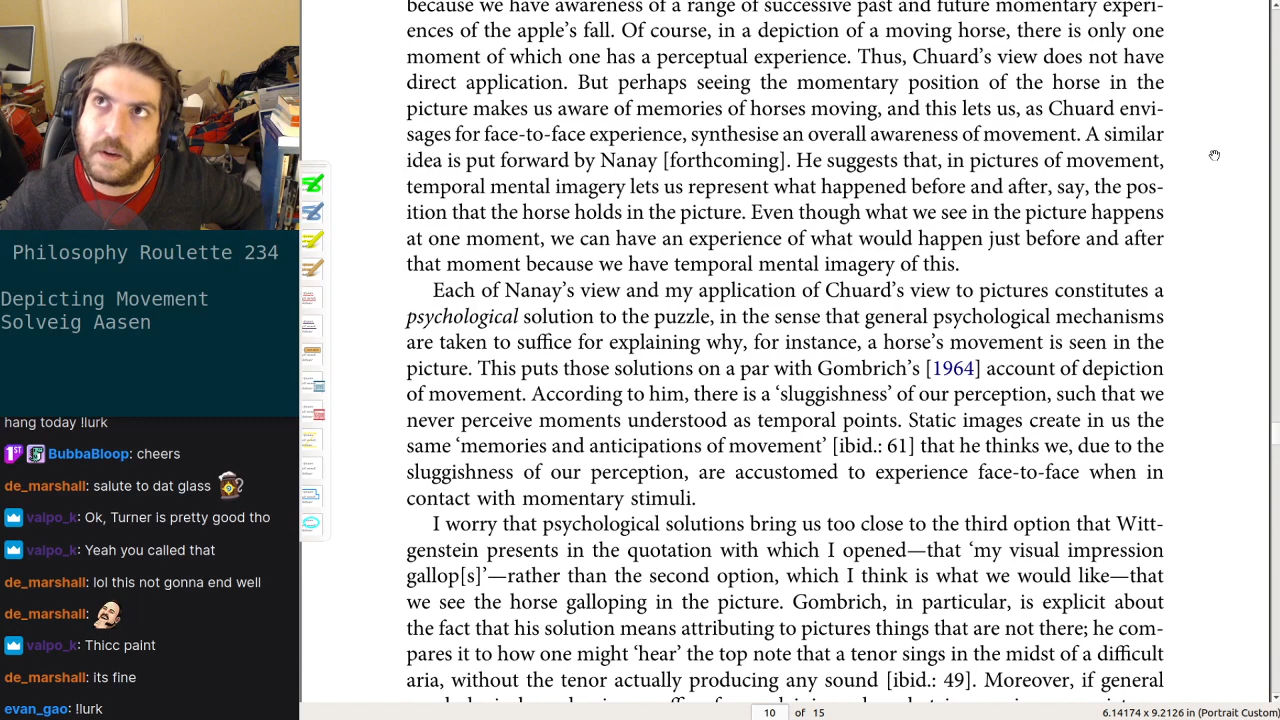 Philosophy Roulette 234
Depicting Movement
Solveig Aasen
hang today !lurk
BubbaBloop: cheers
de_marshall: salute to dat glass
valpo_k: Ok, Turner is pretty good tho
valpo_k: Yeah you called that
de_marshall: lol this not gonna end well
de_marshall:
valpo_k: Thicc paint
de_marshall: its fine
evan_gao: !lurk
because we have awareness of a range of successive past and future momentary experi-
ences of the apple's fall. Of course, in a depiction of a moving horse, there is only one
moment of which one has a perceptual experience. Thus, Chuard's view does not have
direct application. But perhaps seeing the momentary position of the horse in the
picture makes us aware of memories of horses moving, and this lets us, as Chuard envi-
sages for face-to-face experience, synthesise an overall awareness of movement. A similar
idea is put forward by Nanay [forthcoming]. He suggests that, in pictures of movement,
temporal mental imagery lets us represent what happened before and after, say, the pos-
ition that the horse holds in the picture. Even though what we see in the picture happens
at one moment, we can have an experience of what would happen just before and after
that moment because we have temporal mental imagery of this.
Each of Nanay's view and an application of Chuard's view to pictures constitutes a
psychological solution to the puzzle, in the sense that general psychological mechanisms
are taken to suffice for explaining why, for instance, a horse's movement is seen in the
picture. This puts these solutions on a par with Gombrich's [1964] account of depiction
of movement. According to him, there is a 'sluggishness' in our perception, such that we
never perceive instantaneously. Our temporally extended perception lets us, he says,
see 'memories and anticipations of movement' [ibid.: 61] that he thinks we, due to the
sluggishness of our perception, are accustomed to experience in our face-to-face
contact with momentary stimuli.
I worry that psychological solutions bring us too close to the third option that Witt-
genstein presents in the quotation with which I opened—that 'my visual impression
gallop[s]'—rather than the second option, which I think is what we would like—that
we see the horse galloping in the picture. Gombrich, in particular, is explicit about
the fact that his solution means attributing to pictures things that are not there; he com-
pares it to how one might 'hear' the top note that a tenor sings in the midst of a difficult
aria, without the tenor actually producing any sound [ibid.: 49]. Moreover, if general
10 of 15
6.14174 x 9.2126 in (Portrait Custom)